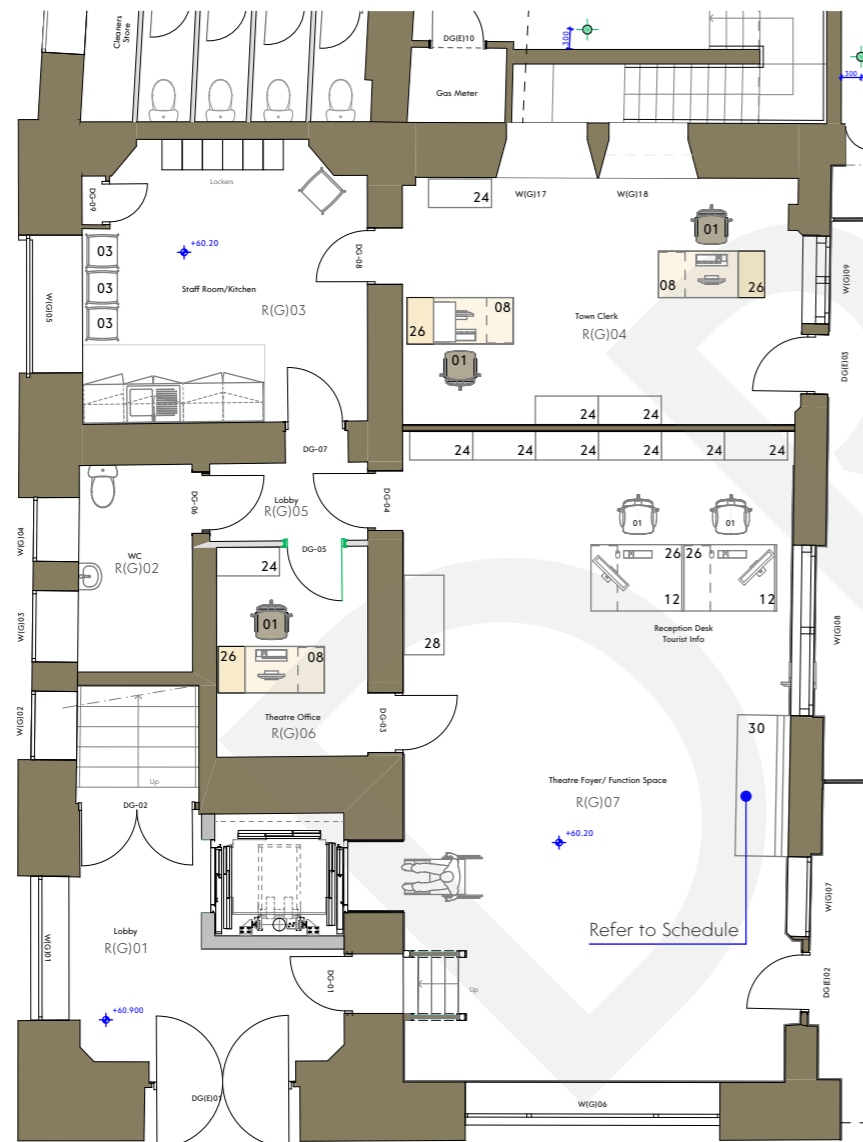 Cleaners
Store
DG(E)10
300
Gas Meter
300
Lockers
DG-09
24
W(G)17
W(G)18
01
03
03
03
+60.20
DG-08
W(G)05
Staff Room/Kitchen
R(G)03
08
26
W(G)09
08
26
Town Clerk
R(G)04
01
DG(E)03
24
24
DG-07
24
24
24
24
24
24
DG-06
Lobby
R(G)05
DG-04
01
01
W(G)04
WC
R(G)02
DG-05
24
26
26
12
12
W(G)03
01
28
Reception Desk
Tourist Info
W(G)08
26
08
W(G)02
Theatre Office
R(G)06
DG-03
30
Up
DG-02
Theatre Foyer/ Function Space
R(G)07
+60.20
W(G)07
W(G)01
Lobby
R(G)01
Refer to Schedule
DG-01
Up
DG(E)02
+60.900
DG(E)01
W(G)06